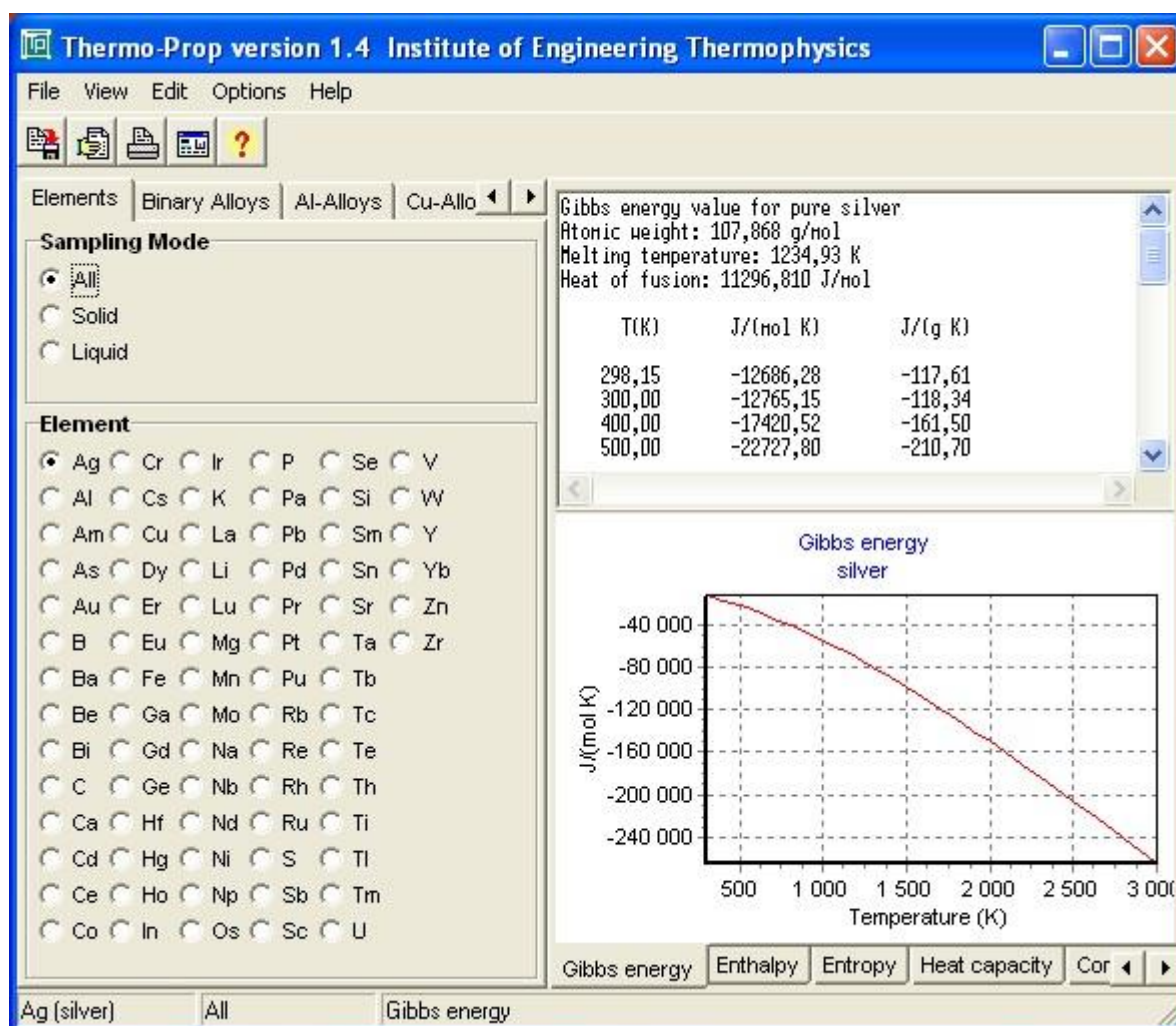 Thermo-Prop version 1.4 Institute of Engineering Thermophysics
File View Edit Options Help
Elements Binary Alloys Al-Alloys Cu-Allo
Sampling Mode
All
Solid
Liquid
Element
Ag Cr Ir P Se V
Al Cs K Pa Si W
Am Cu La Pb Sm Y
As Dy Li Pd Sn Yb
Au Er Lu Pr Sr Zn
B Eu Mg Pt Ta Zr
Ba Fe Mn Pu Tb
Be Ga Mo Rb Tc
Bi Gd Na Re Te
C Ge Nb Rh Th
Ca Hf Nd Ru Ti
Cd Hg Ni S Tl
Ce Ho Np Sb Tm
Co In Os Sc U
Gibbs energy value for pure silver
Atomic weight: 107,868 g/mol
Melting temperature: 1234,93 K
Heat of fusion: 11296,810 J/mol
T(K) J/(mol K) J/(g K)
298,15 -12686,28 -117,61
300,00 -12765,15 -118,34
400,00 -17420,52 -161,50
500,00 -22727,80 -210,70
Gibbs energy
silver
J/(mol K)
-40 000
-80 000
-120 000
-160 000
-200 000
-240 000
500 1 000 1 500 2 000 2 500 3 000
Temperature (K)
Gibbs energy Enthalpy Entropy Heat capacity Cor
Ag (silver) All Gibbs energy